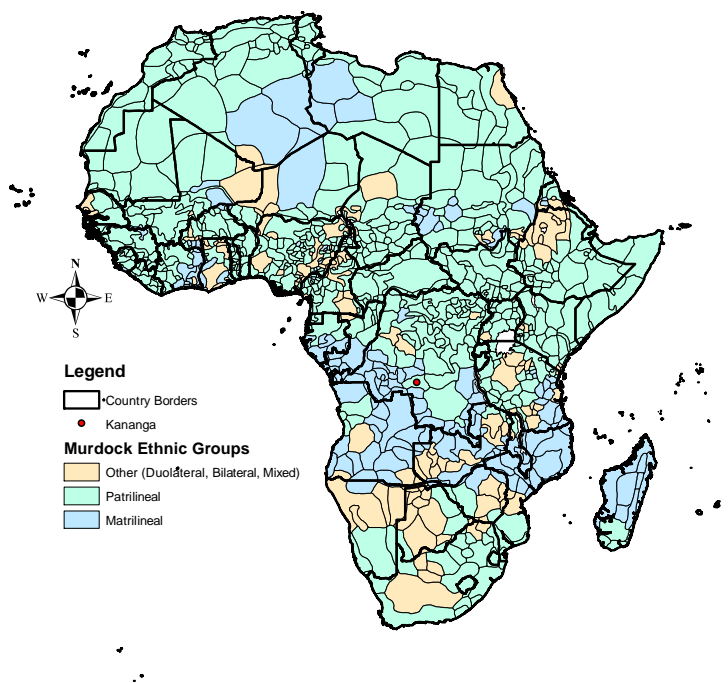 N
W E
S
Legend
Country Borders
Kananga
Murdock Ethnic Groups
Other (Duolateral, Bilateral, Mixed)
Patrilineal
Matrilineal